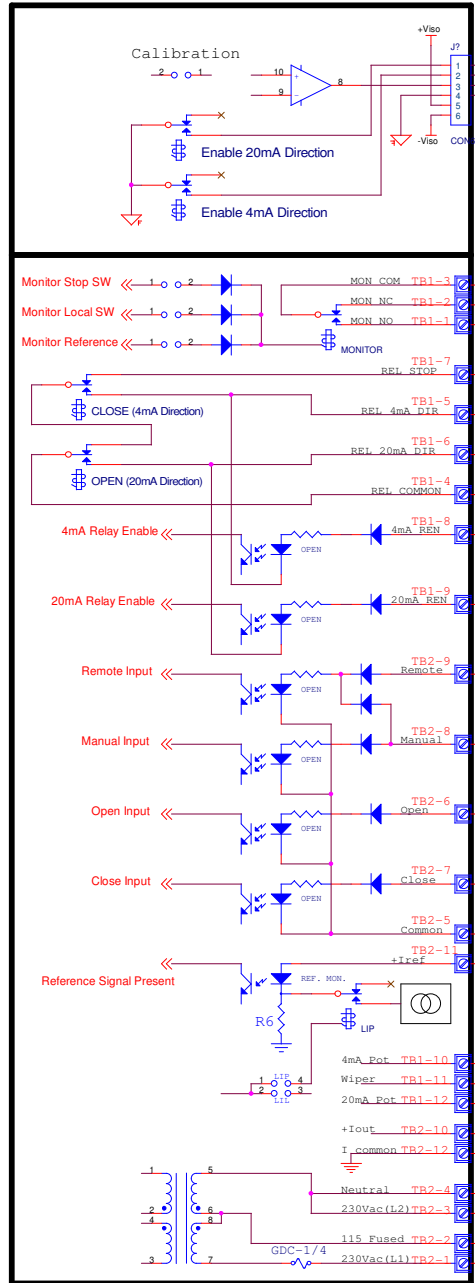 +Viso
J?
Calibration
2 1
10
9
8
1
2
3
4
5
6
-Viso
Enable 20mA Direction
Enable 4mA Direction
Monitor Stop SW 1 2
MON COM TB1-3
MON NC TB1-2
Monitor Local SW 1 2
MON NO TB1-1
Monitor Reference 1 2
MONITOR
TB1-7
REL STOP
CLOSE (4mA Direction)
TB1-5
REL 4mA DIR
TB1-6
REL 20mA DIR
OPEN (20mA Direction)
TB1-4
REL COMMON
TB1-8
4mA Relay Enable
4mA REN
OPEN
TB1-9
20mA Relay Enable
20mA REN
OPEN
TB2-9
Remote Input
Remote
OPEN
TB2-8
Manual Input
Manual
OPEN
TB2-6
Open Input
Open
OPEN
TB2-7
Close Input
Close
OPEN
TB2-5
Common
TB2-11
+Iref
Reference Signal Present
REF. MON.
R6
LIP
4mA Pot TB1-10
LIP
1 4
2 3
LIL
Wiper TB1-11
20mA Pot TB1-12
+Iout TB2-10
I common TB2-12
1 5
Neutral TB2-4
2 6
230Vac(L2) TB2-3
4 8
115 Fused TB2-2
GDC-1/4
3 7
230Vac(L1) TB2-1